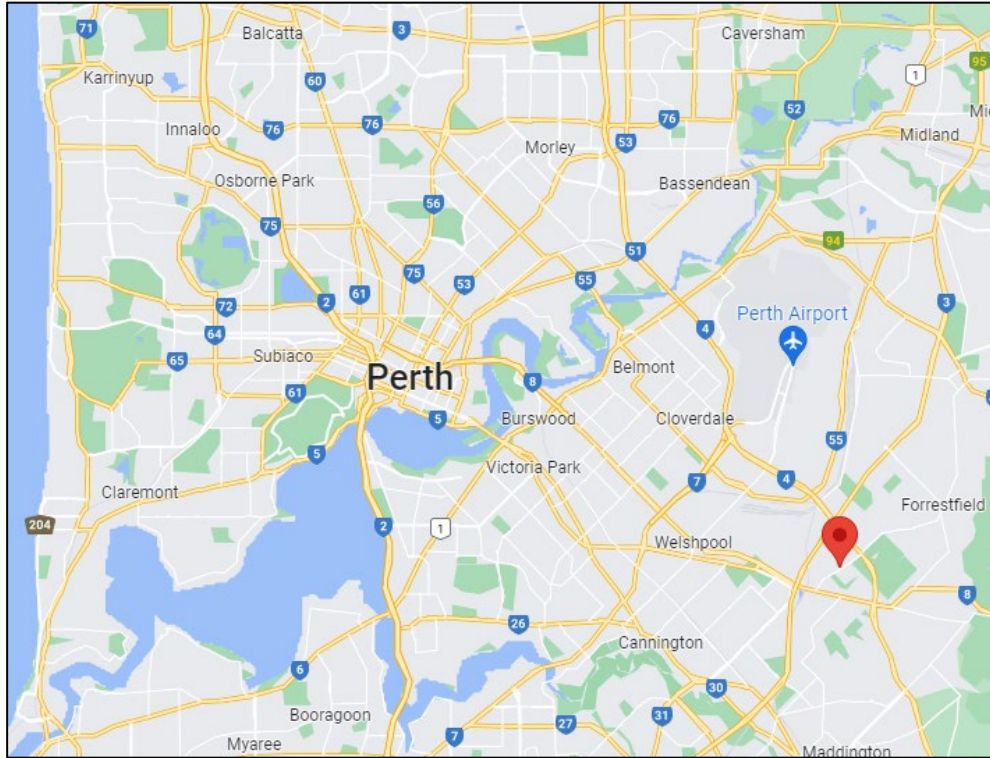 71
Balcatta
3
Caversham
Karrinyup
60
1
95
52
Innaloo
76
76
76
53
Morley
Midland
Osborne Park
56
Bassendean
75
51
94
75
53
55
72
2
61
4
Perth Airport
3
64
65
Subiaco
Perth
8
Belmont
61
5
Burswood
Cloverdale
5
55
Victoria Park
7
4
Claremont
Forrestfield
204
2
1
Welshpool
8
26
Cannington
6
30
Booragoon
31
27
7
Myaree
Maddington